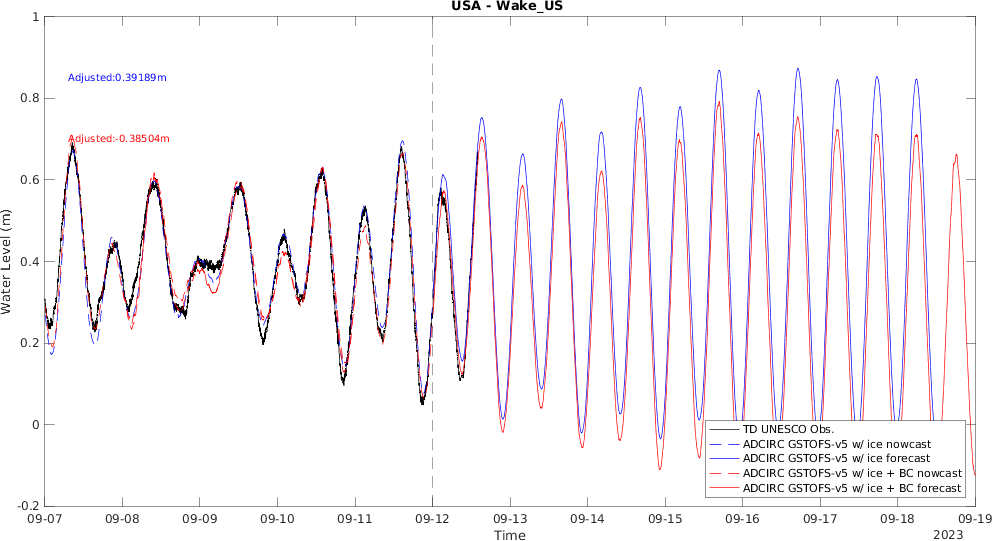 USA - Wake_US
1
0.8
0.6
0.4
0.2
0
-0.2
Water Level (m)
Adjusted:0.39189m
Adjusted:-0.38504m
TD UNESCO Obs.
ADCIRC GSTOFS-v5 w/ ice nowcast
ADCIRC GSTOFS-v5 w/ ice forecast
ADCIRC GSTOFS-v5 w/ ice + BC nowcast
ADCIRC GSTOFS-v5 w/ ice + BC forecast
09-07 09-08 09-09 09-10 09-11 09-12 09-13 09-14 09-15 09-16 09-17 09-18 09-19
Time
2023